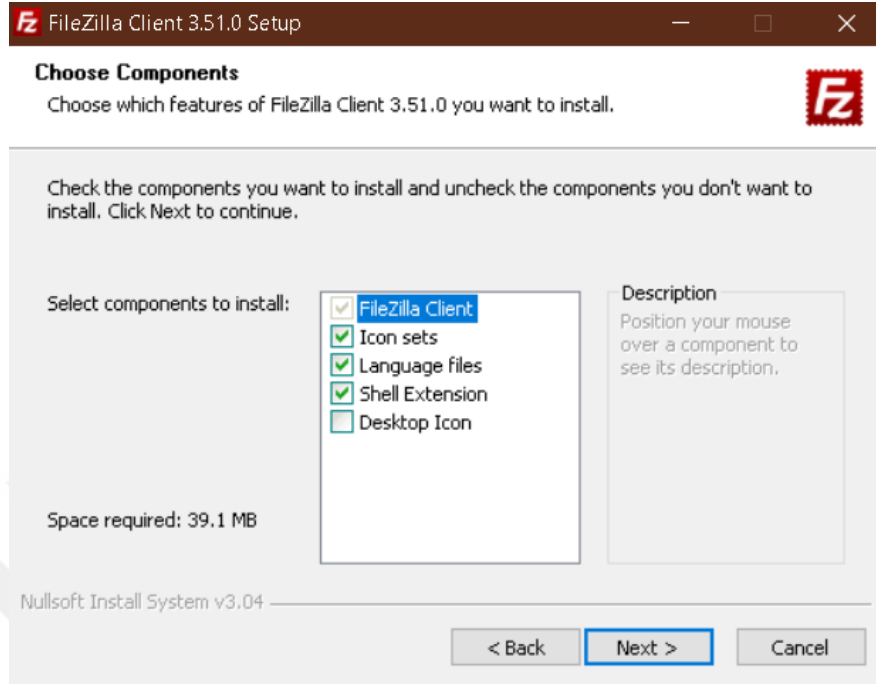 FileZilla Client 3.51.0 Setup
Choose Components
Choose which features of FileZilla Client 3.51.0 you want to install.
Fz
Check the components you want to install and uncheck the components you don't want to
install. Click Next to continue.
Select components to install:
FileZilla Client
Icon sets
Language files
Shell Extension
Desktop Icon
Description
Position your mouse
over a component to
see its description.
Space required: 39.1 MB
Nullsoft Install System v3.04
< Back
Next >
Cancel